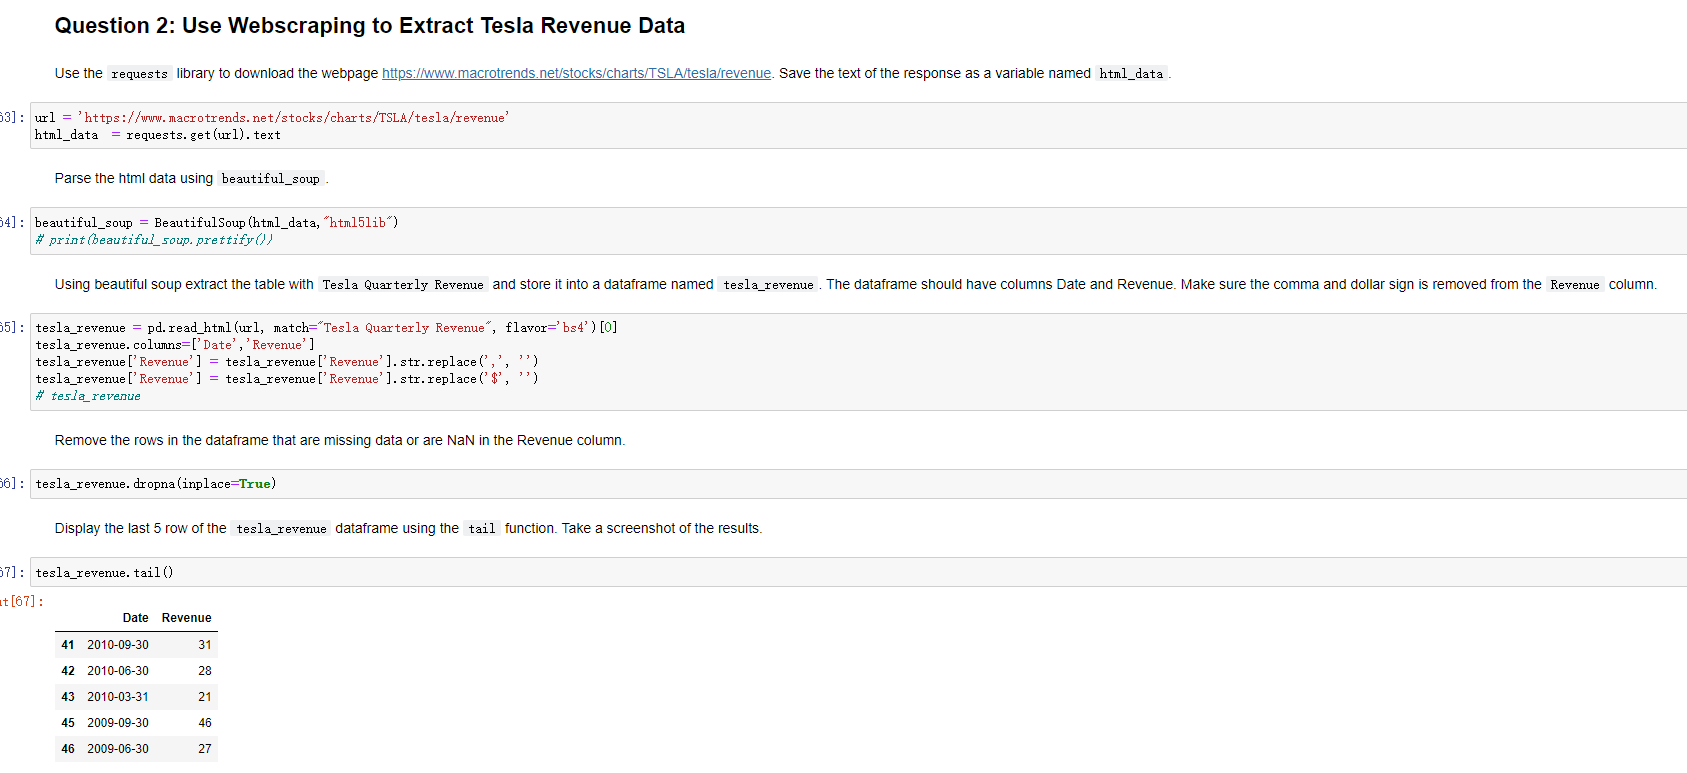 Question 2: Use Webscraping to Extract Tesla Revenue Data
Use the requests library to download the webpage https://www.macrotrends.net/stocks/charts/TSLA/tesla/revenue. Save the text of the response as a variable named html_data.
63]: url = 'https://www.macrotrends.net/stocks/charts/TSLA/tesla/revenue'
html_data = requests.get(url).text
Parse the html data using beautiful_soup.
64]: beautiful_soup = BeautifulSoup(html_data,"html5lib")
# print(beautiful_soup.prettify())
Using beautiful soup extract the table with Tesla Quarterly Revenue and store it into a dataframe named tesla_revenue. The dataframe should have columns Date and Revenue. Make sure the comma and dollar sign is removed from the Revenue column.
65]: tesla_revenue = pd.read_html(url, match="Tesla Quarterly Revenue", flavor='bs4')[0]
tesla_revenue.columns=['Date','Revenue']
tesla_revenue['Revenue'] = tesla_revenue['Revenue'].str.replace(',', '')
tesla_revenue['Revenue'] = tesla_revenue['Revenue'].str.replace('$', '')
# tesla_revenue
Remove the rows in the dataframe that are missing data or are NaN in the Revenue column.
66]: tesla_revenue.dropna(inplace=True)
Display the last 5 row of the tesla_revenue dataframe using the tail function. Take a screenshot of the results.
67]: tesla_revenue.tail()
ut[67]:
Date Revenue
41 2010-09-30 31
42 2010-06-30 28
43 2010-03-31 21
45 2009-09-30 46
46 2009-06-30 27